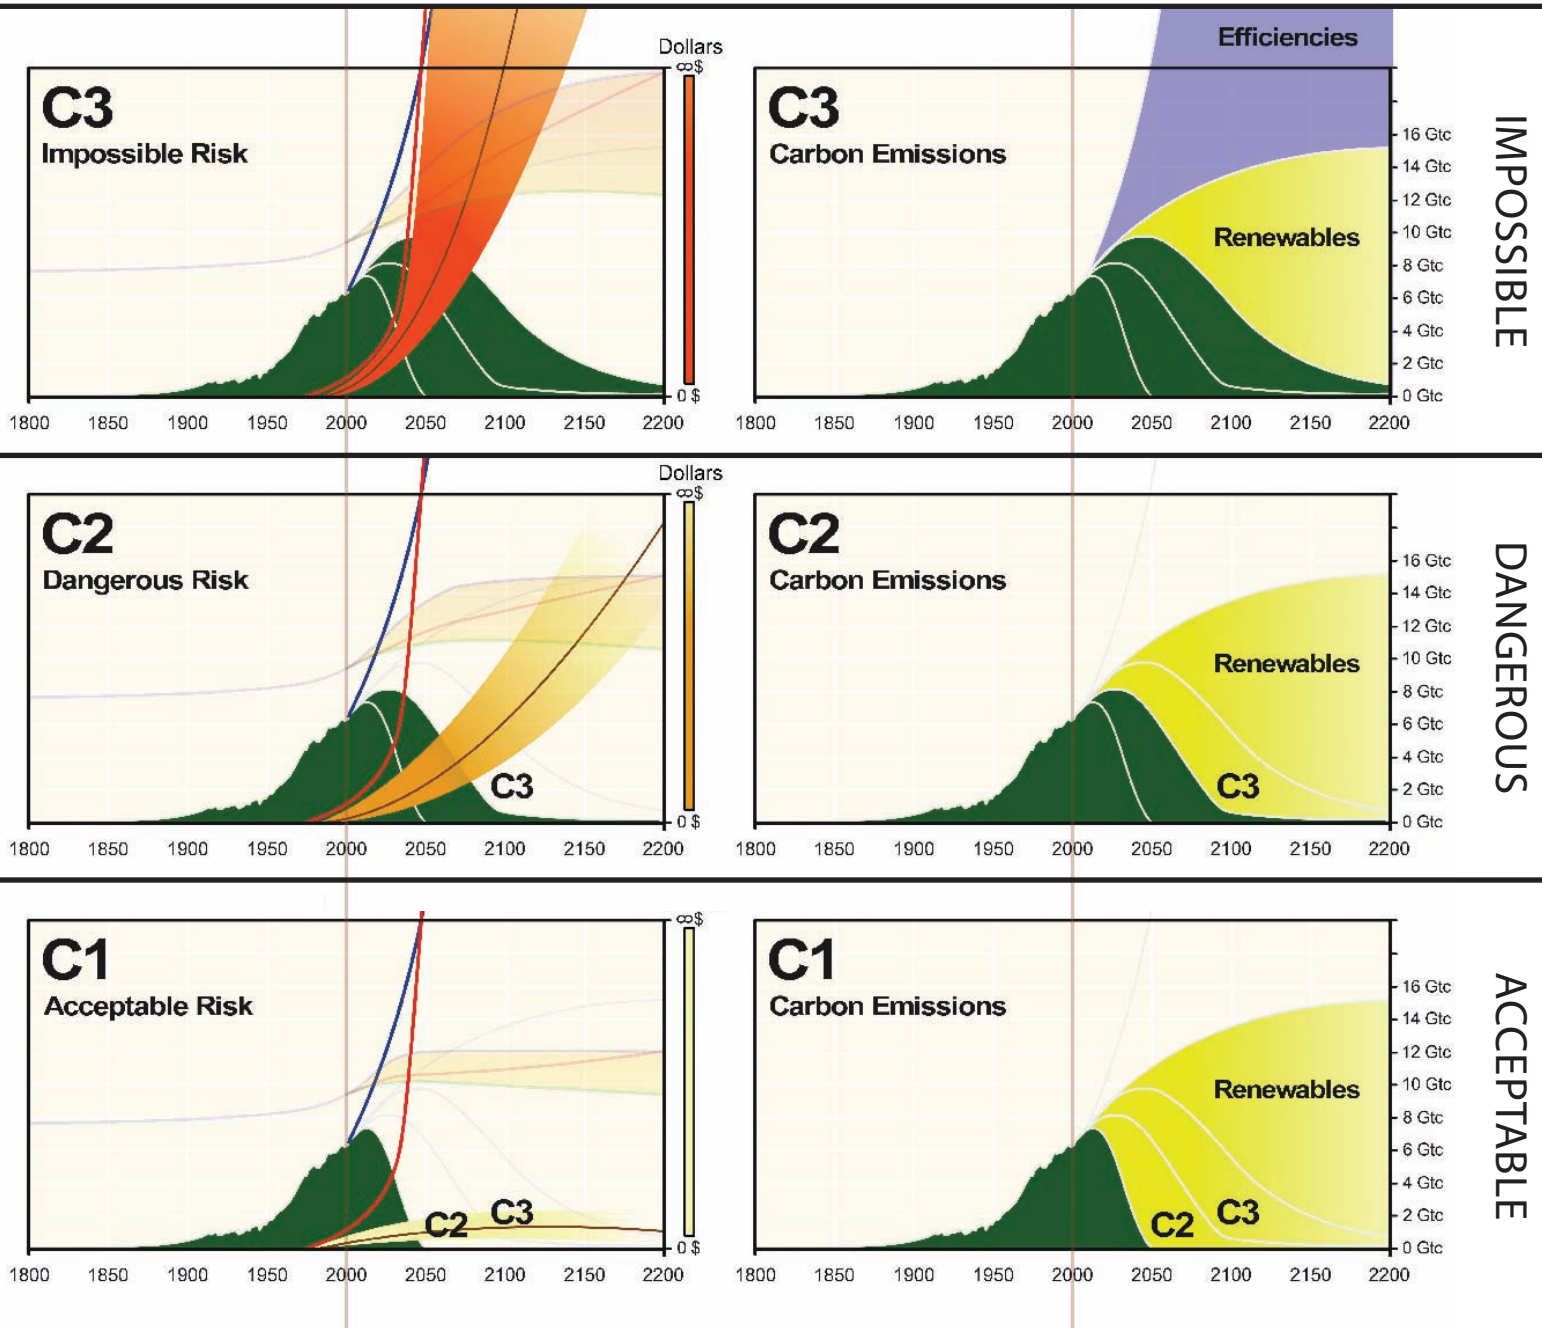 Dollars
∞$
C3
Impossible Risk
0 $
1800 1850 1900 1950 2000 2050 2100 2150 2200
Efficiencies
C3
Carbon Emissions
Renewables
16 Gtc
14 Gtc
12 Gtc
10 Gtc
8 Gtc
6 Gtc
4 Gtc
2 Gtc
0 Gtc
1800 1850 1900 1950 2000 2050 2100 2150 2200
IMPOSSIBLE
Dollars
∞$
C2
Dangerous Risk
C3
0 $
1800 1850 1900 1950 2000 2050 2100 2150 2200
C2
Carbon Emissions
Renewables
C3
16 Gtc
14 Gtc
12 Gtc
10 Gtc
8 Gtc
6 Gtc
4 Gtc
2 Gtc
0 Gtc
1800 1850 1900 1950 2000 2050 2100 2150 2200
DANGEROUS
∞$
C1
Acceptable Risk
C2 C3
0 $
1800 1850 1900 1950 2000 2050 2100 2150 2200
C1
Carbon Emissions
Renewables
C2 C3
16 Gtc
14 Gtc
12 Gtc
10 Gtc
8 Gtc
6 Gtc
4 Gtc
2 Gtc
0 Gtc
1800 1850 1900 1950 2000 2050 2100 2150 2200
ACCEPTABLE